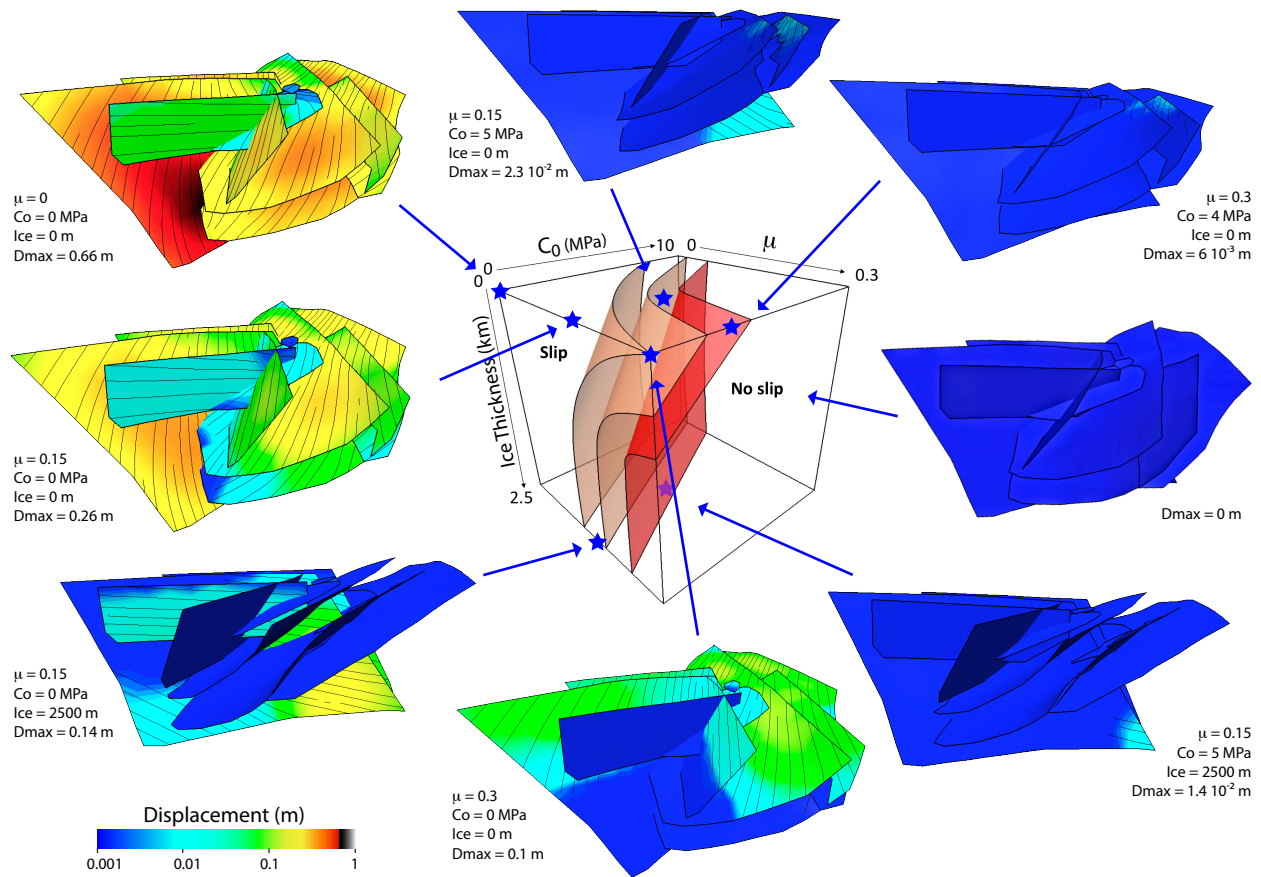 μ = 0.15
Co = 5 MPa
Ice = 0 m
Dmax = 2.3 10⁻² m
μ = 0
Co = 0 MPa
Ice = 0 m
Dmax = 0.66 m
μ = 0.3
Co = 4 MPa
Ice = 0 m
Dmax = 6 10⁻³ m
C₀ (MPa)
10
0
μ
0.3
0
0
Ice Thickness (km)
2.5
Slip
No slip
μ = 0.15
Co = 0 MPa
Ice = 0 m
Dmax = 0.26 m
Dmax = 0 m
μ = 0.15
Co = 0 MPa
Ice = 2500 m
Dmax = 0.14 m
μ = 0.3
Co = 0 MPa
Ice = 0 m
Dmax = 0.1 m
μ = 0.15
Co = 5 MPa
Ice = 2500 m
Dmax = 1.4 10⁻² m
Displacement (m)
0.001
0.01
0.1
1